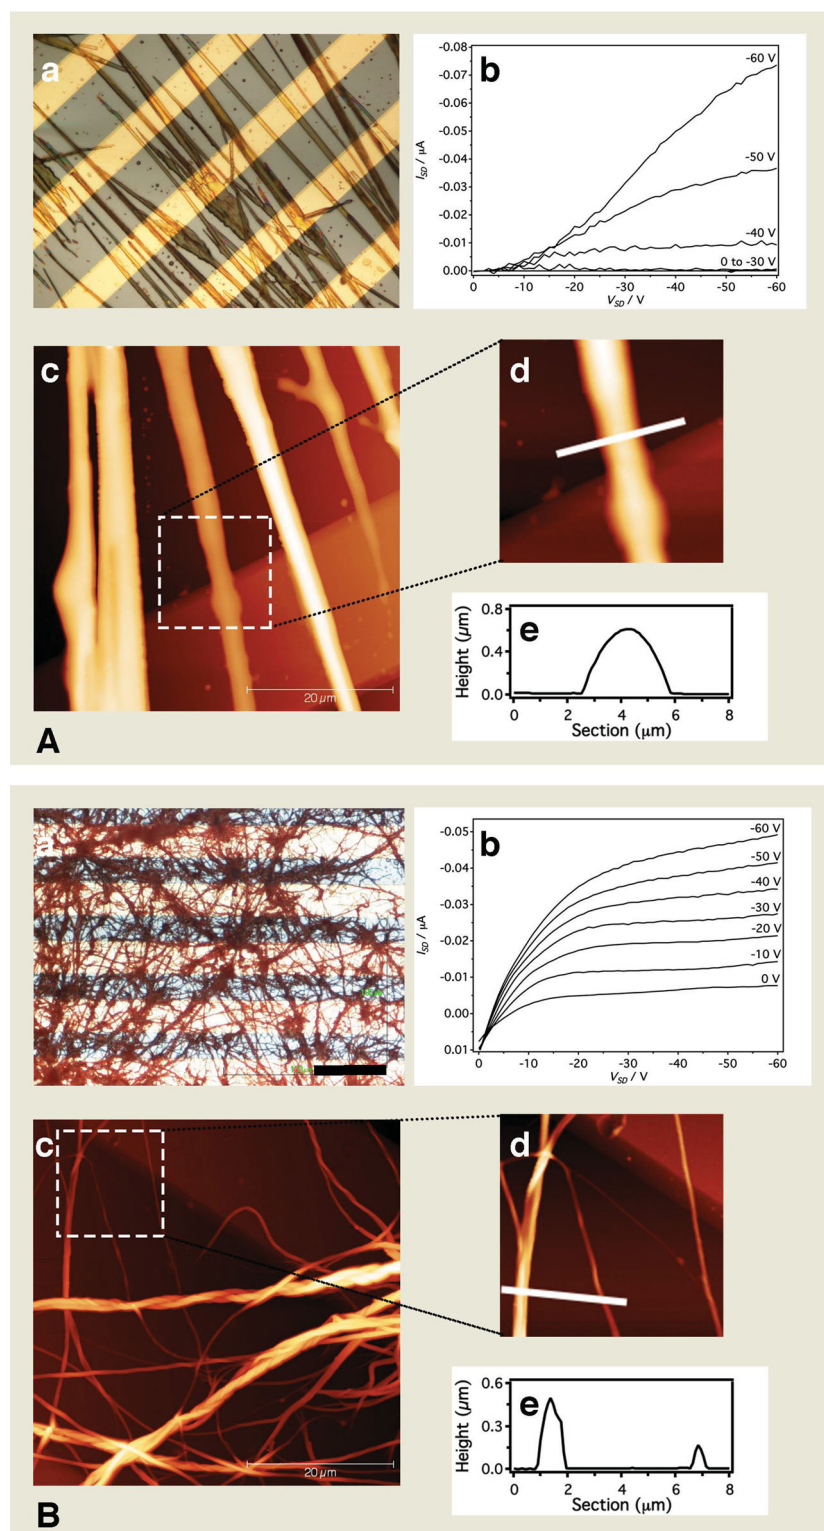 a
b
-0.08
-0.07
-0.06
-0.05
-0.04
-0.03
-0.02
-0.01
0.00
I_SD / µA
-60 V
-50 V
-40 V
0 to -30 V
0 -10 -20 -30 -40 -50 -60
V_SD / V
c
20 µm
d
e
0.8
0.4
0.0
Height (µm)
0 2 4 6 8
Section (µm)
A
a
b
-0.05
-0.04
-0.03
-0.02
-0.01
0.00
0.01
I_SD / µA
-60 V
-50 V
-40 V
-30 V
-20 V
-10 V
0 V
0 -10 -20 -30 -40 -50 -60
V_SD / V
c
20 µm
d
e
0.6
0.3
0.0
Height (µm)
0 2 4 6 8
Section (µm)
B